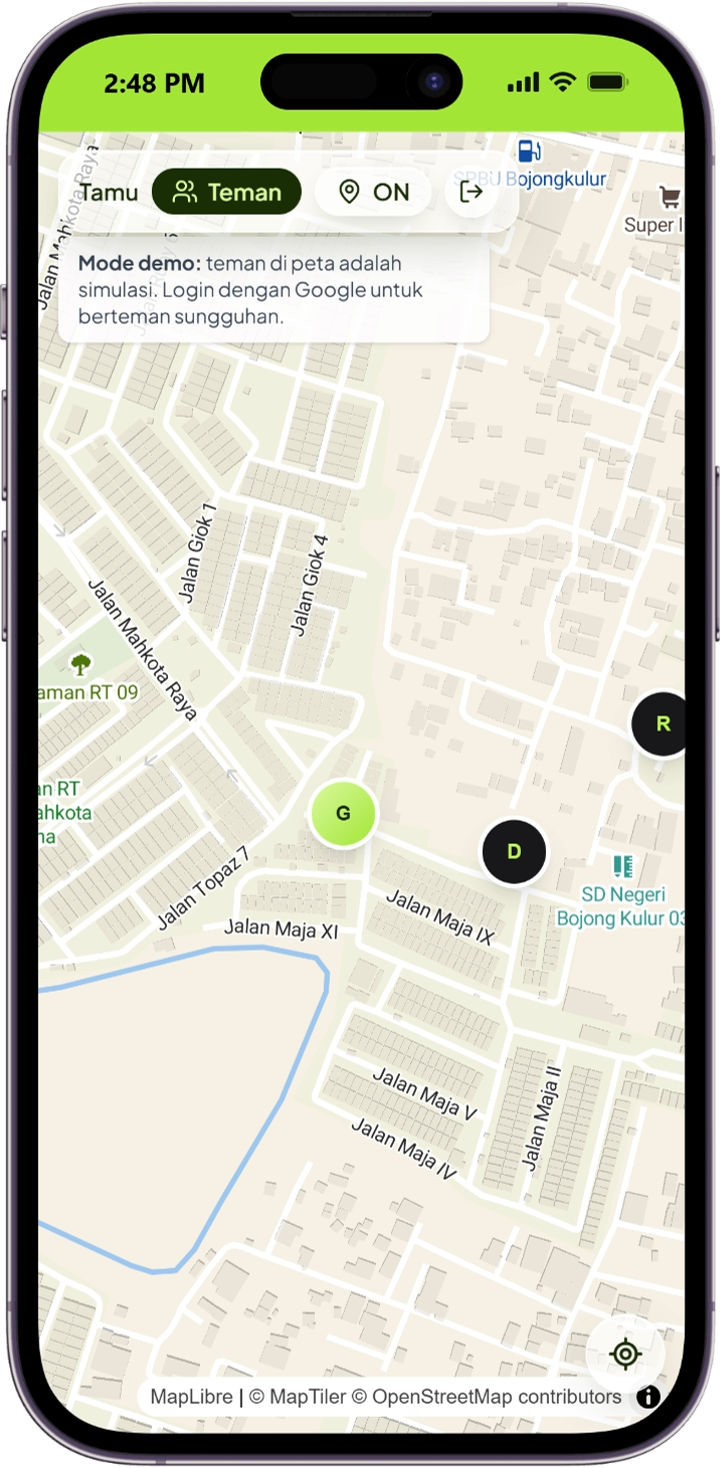 2:48 PM
Tamu
Teman
ON
SPBU Bojongkulur
Super I
Mode demo: teman di peta adalah
simulasi. Login dengan Google untuk
berteman sungguhan.
Jalan Mahkota Raya
Jalan Giok 1
Jalan Giok 4
Jalan Mahkota Raya
aman RT 09
R
an RT
ahkota
na
G
D
SD Negeri
Bojong Kulur 03
Jalan Topaz 7
Jalan Maja IX
Jalan Maja XI
Jalan Maja V
Jalan Maja II
Jalan Maja IV
MapLibre | © MapTiler © OpenStreetMap contributors